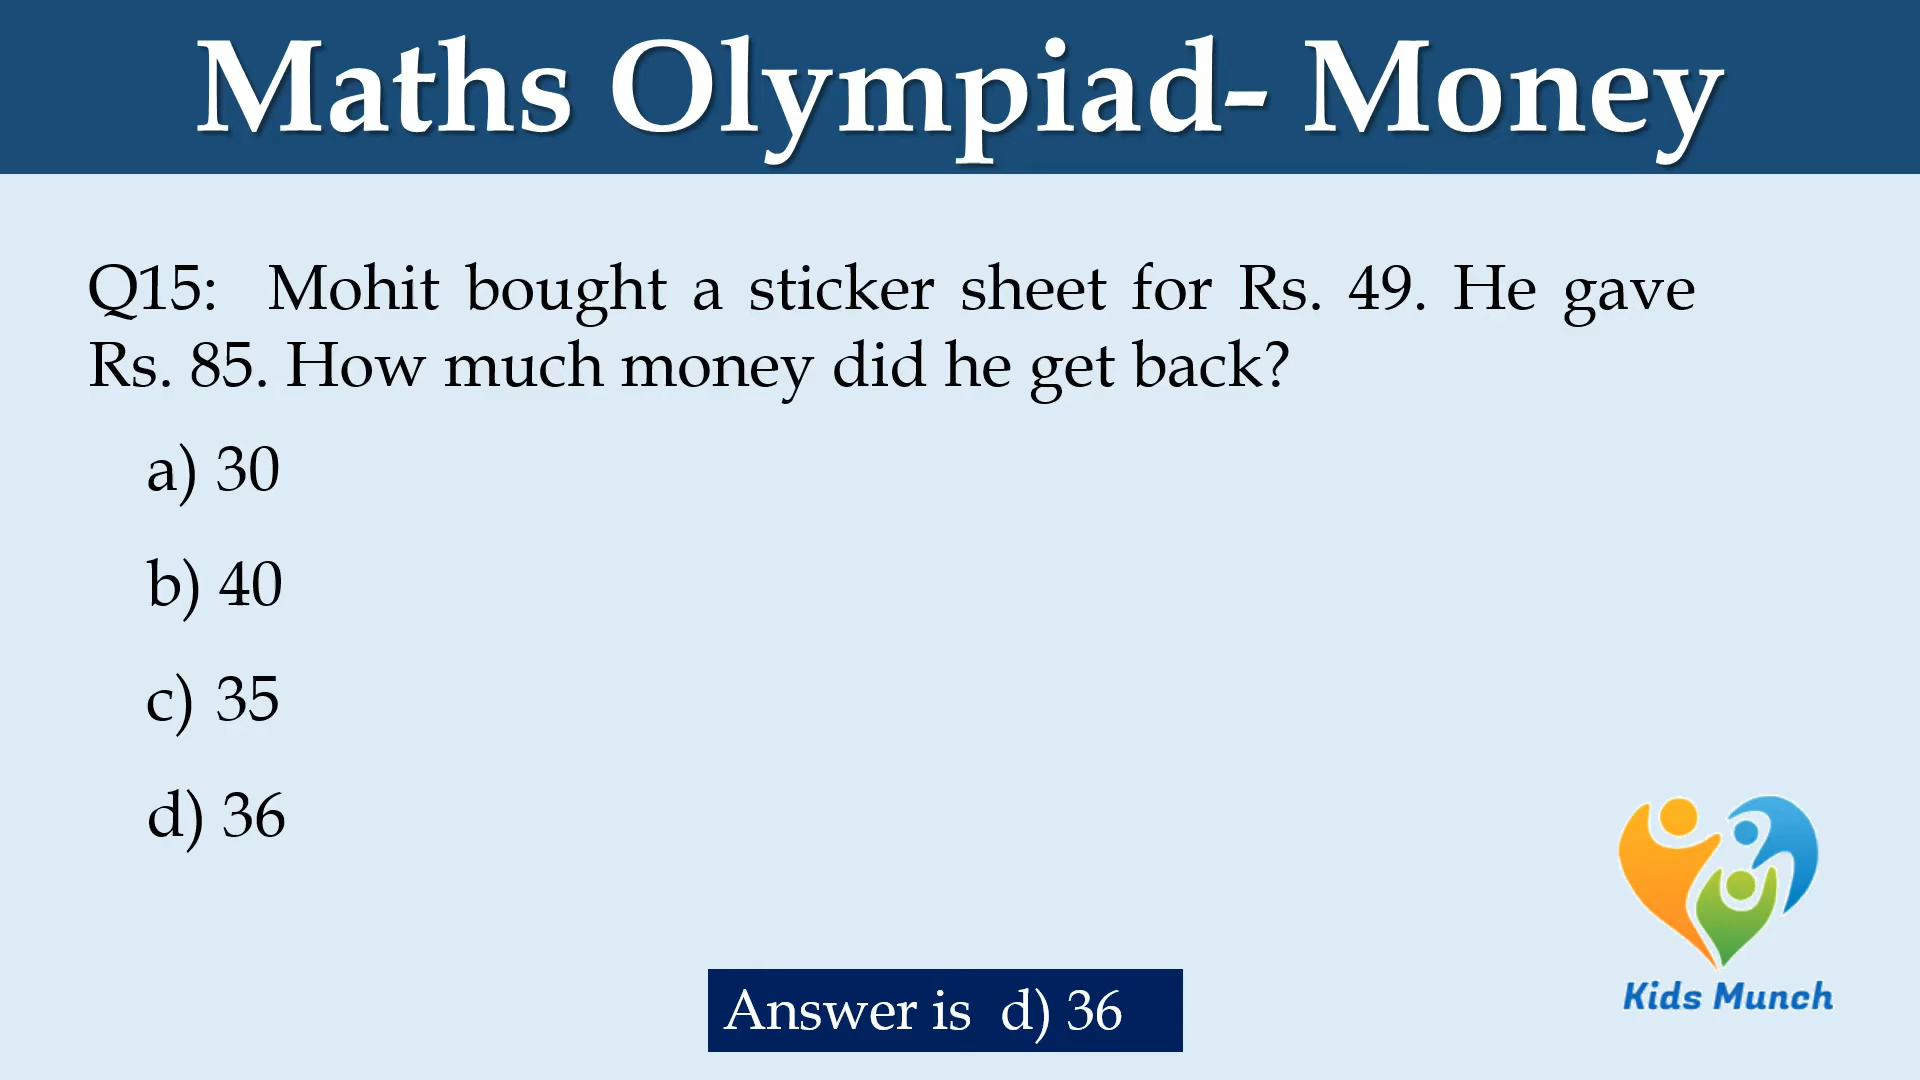 Maths Olympiad- Money
Q15: Mohit bought a sticker sheet for Rs. 49. He gave
Rs. 85. How much money did he get back?
a) 30
b) 40
c) 35
d) 36
Answer is d) 36
Kids Munch